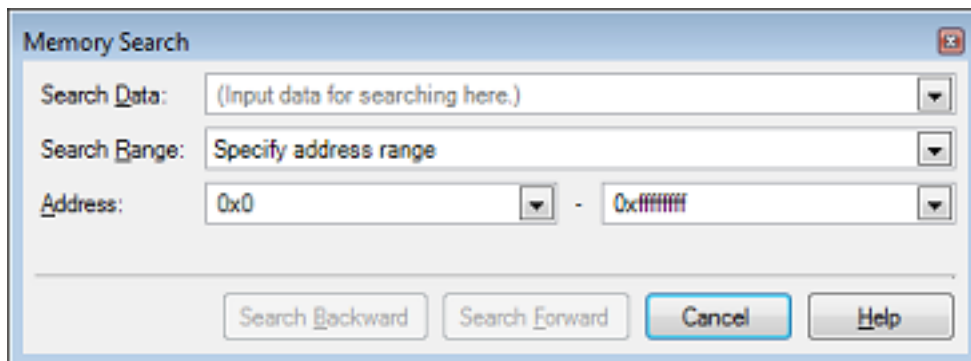 Memory Search
Search Data: (Input data for searching here.)
Search Range: Specify address range
Address: 0x0 - 0xffffffff
Search Backward Search Forward Cancel Help